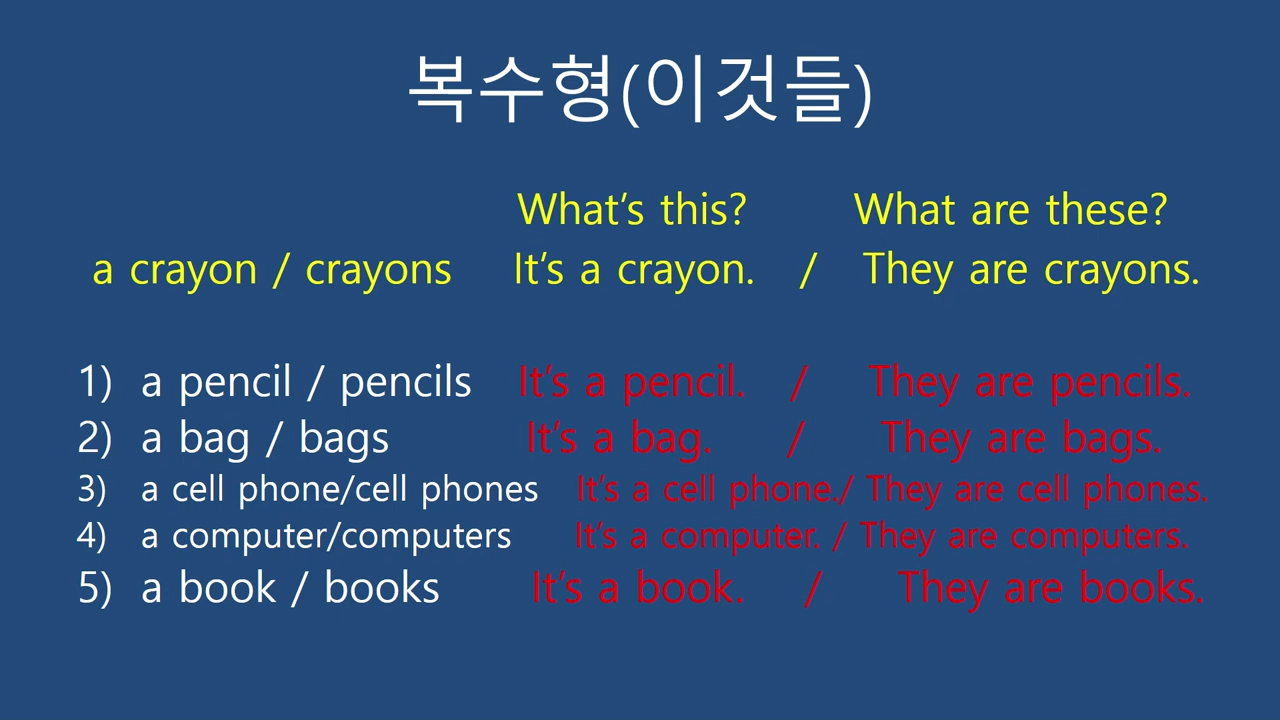 복수형(이것들)
What's this? What are these?
a crayon / crayons It's a crayon. / They are crayons.
1) a pencil / pencils It's a pencil. / They are pencils.
2) a bag / bags It's a bag. / They are bags.
3) a cell phone/cell phones It's a cell phone./ They are cell phones.
4) a computer/computers It's a computer. / They are computers.
5) a book / books It's a book. / They are books.